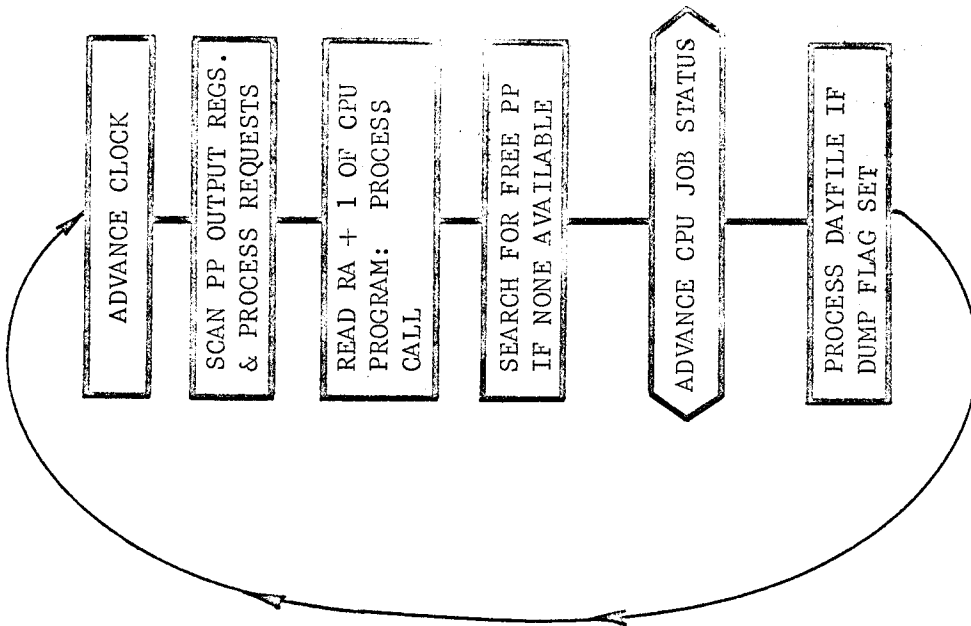 ADVANCE CLOCK
SCAN PP OUTPUT REGS.
& PROCESS REQUESTS
READ RA + 1 OF CPU
PROGRAM: PROCESS
CALL
SEARCH FOR FREE PP
IF NONE AVAILABLE
ADVANCE CPU JOB STATUS
PROCESS DAYFILE IF
DUMP FLAG SET